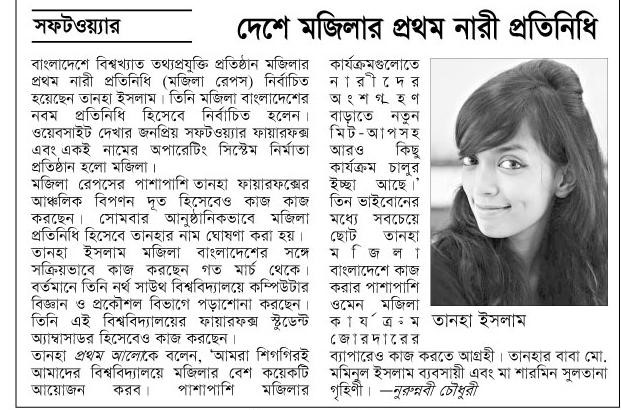 সফটওয়্যার
দেশে মজিলার প্রথম নারী প্রতিনিধি
বাংলাদেশে বিশ্বখ্যাত তথ্যপ্রযুক্তি প্রতিষ্ঠান মজিলার
প্রথম নারী প্রতিনিধি (মজিলা রেপস) নির্বাচিত
হয়েছেন তানহা ইসলাম। তিনি মজিলা বাংলাদেশের
নবম প্রতিনিধি হিসেবে নির্বাচিত হলেন।
ওয়েবসাইট দেখার জনপ্রিয় সফটওয়্যার ফায়ারফক্স
এবং একই নামের অপারেটিং সিস্টেম নির্মাতা
প্রতিষ্ঠান হলো মজিলা।
মজিলা রেপসের পাশাপাশি তানহা ফায়ারফক্সের
আঞ্চলিক বিপণন দূত হিসেবেও কাজ কাজ
করছেন। সোমবার আনুষ্ঠানিকভাবে মজিলা
প্রতিনিধি হিসেবে তানহার নাম ঘোষণা করা হয়।
তানহা ইসলাম মজিলা বাংলাদেশের সঙ্গে
সক্রিয়ভাবে কাজ করছেন গত মার্চ থেকে।
বর্তমানে তিনি নর্থ সাউথ বিশ্ববিদ্যালয়ে কম্পিউটার
বিজ্ঞান ও প্রকৌশল বিভাগে পড়াশোনা করছেন।
তিনি এই বিশ্ববিদ্যালয়ের ফায়ারফক্স স্টুডেন্ট
অ্যাম্বাসাডর হিসেবেও কাজ করছেন।
তানহা প্রথম আলোকে বলেন, ‘আমরা শিগগিরই
আমাদের বিশ্ববিদ্যালয়ে মজিলার বেশ কয়েকটি
আয়োজন করব। পাশাপাশি মজিলার
কার্যক্রমগুলোতে
নারীদের
অংশগ্রহণ
বাড়াতে নতুন
মিট-আপসহ
আরও কিছু
কার্যক্রম চালুর
ইচ্ছা আছে।’
তিন ভাইবোনের
মধ্যে সবচেয়ে
ছোট তানহা
মজিলা
বাংলাদেশে কাজ
করার পাশাপাশি
ওমেন মজিলা
কার্যক্রম
জোরদারের
ব্যাপারেও কাজ করতে আগ্রহী। তানহার বাবা মো.
মমিনুল ইসলাম ব্যবসায়ী এবং মা শারমিন সুলতানা
গৃহিণী। —নুরুন্নবী চৌধুরী
তানহা ইসলাম